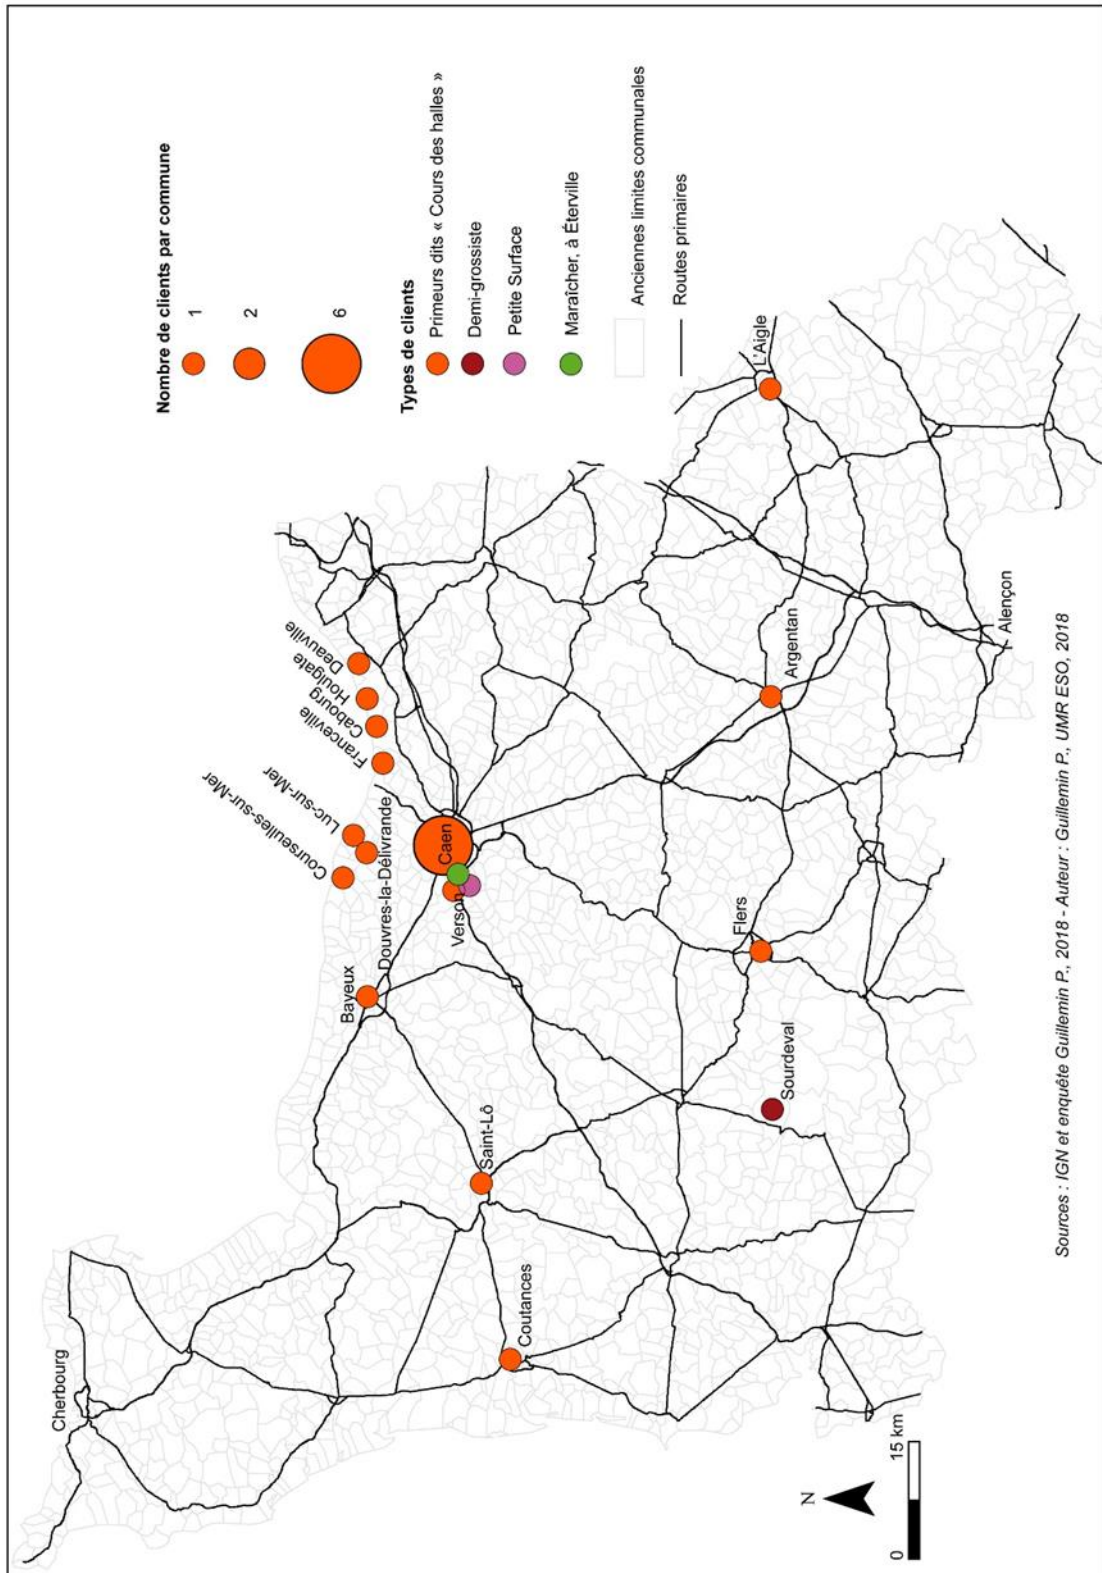 Nombre de clients par commune
1
2
6
Types de clients
Primeurs dits « Cours des halles »
Demi-grossiste
Petite Surface
Maraîcher, à Éterville
Anciennes limites communales
Routes primaires
Cherbourg
Courseulles-sur-Mer
Luc-sur-Mer
Douvres-la-Délivrande
Franceville
Cabourg
Houlgate
Deauville
Bayeux
Caen
Verson
Saint-Lô
Coutances
Sourdeval
Flers
Argentan
L'Aigle
Alençon
N
0
15 km
Sources : IGN et enquête Guillemin P., 2018 - Auteur : Guillemin P., UMR ESO, 2018